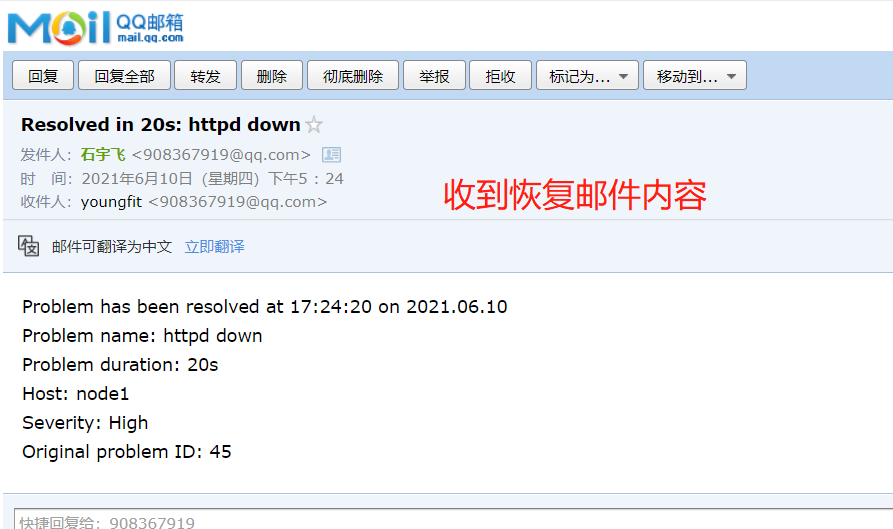 Mail QQ邮箱
mail.qq.com
回复 回复全部 转发 删除 彻底删除 举报 拒收 标记为... 移动到...
Resolved in 20s: httpd down
发件人：石宇飞 <908367919@qq.com>
时 间：2021年6月10日（星期四）下午5：24
收件人：youngfit <908367919@qq.com>
收到恢复邮件内容
邮件可翻译为中文 立即翻译
Problem has been resolved at 17:24:20 on 2021.06.10
Problem name: httpd down
Problem duration: 20s
Host: node1
Severity: High
Original problem ID: 45
快捷回复给：908367919